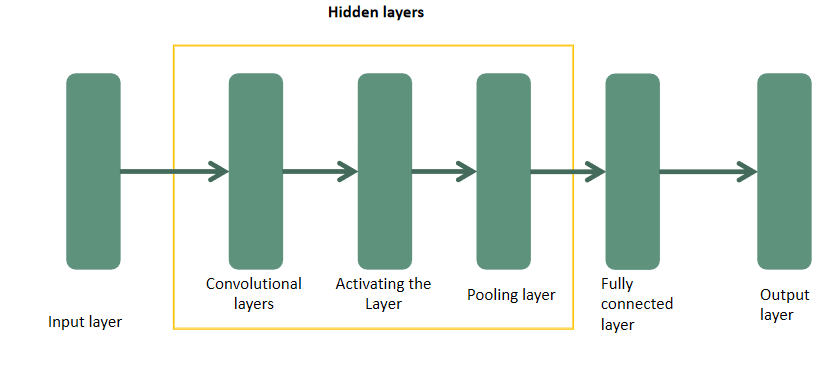 Hidden layers
Convolutional
layers
Activating the
Layer
Pooling layer
Fully
connected
layer
Output
layer
Input layer